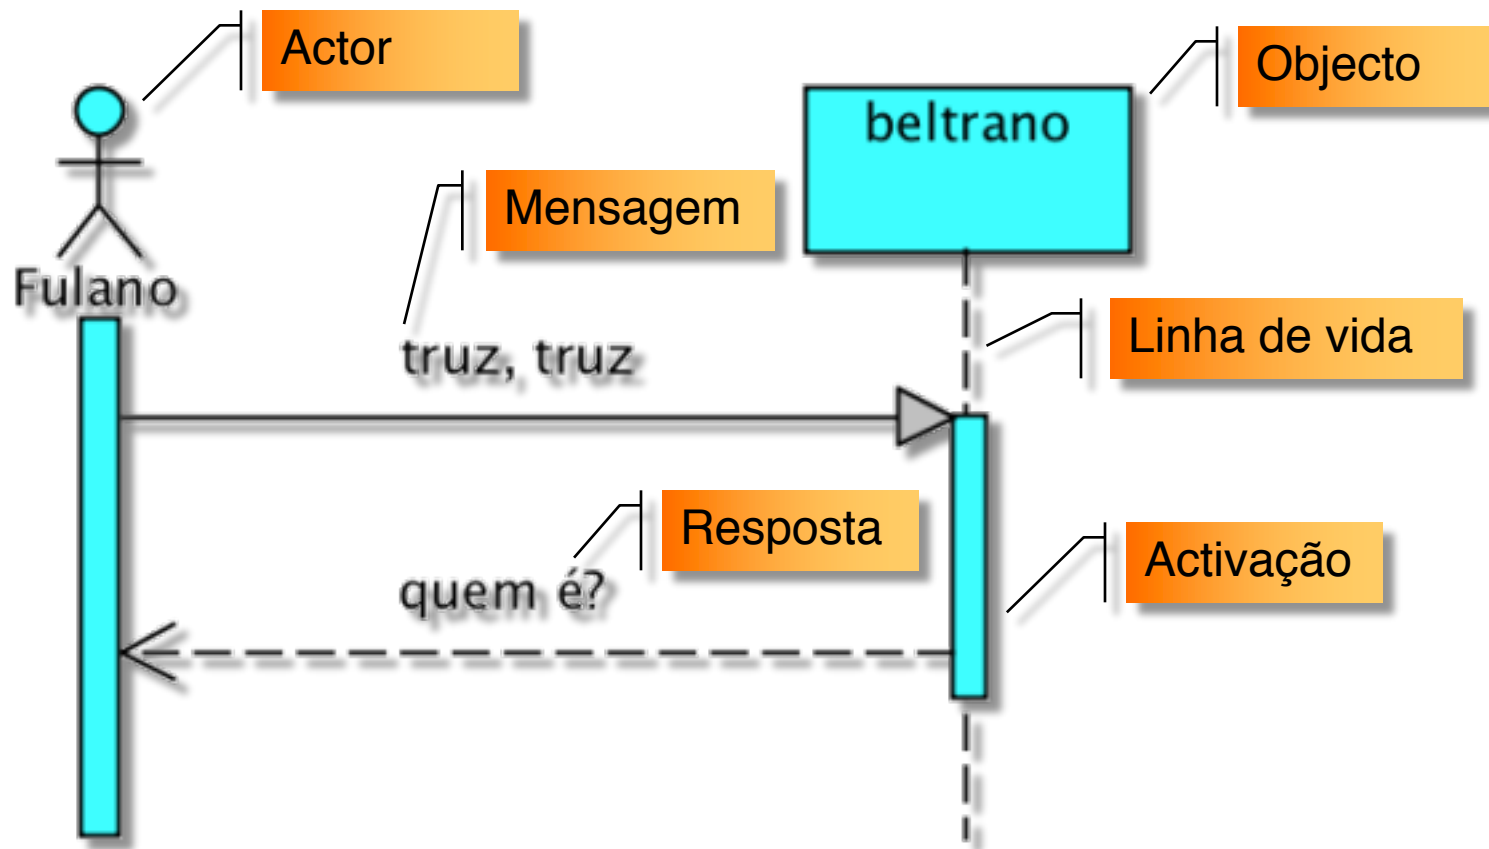 Actor
Objecto
beltrano
Mensagem
Fulano
Linha de vida
truz, truz
Resposta
Activação
quem é?